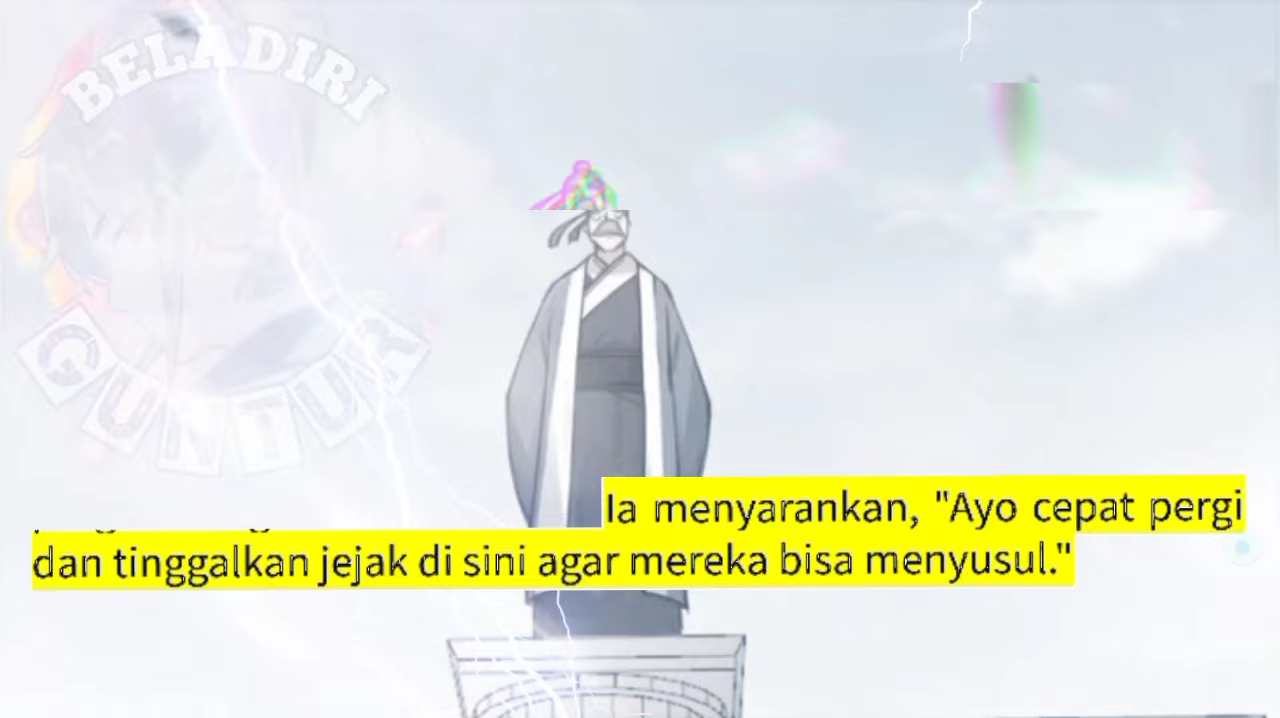 BELADIRI
GUNTUR
Ia menyarankan, "Ayo cepat pergi
dan tinggalkan jejak di sini agar mereka bisa menyusul."